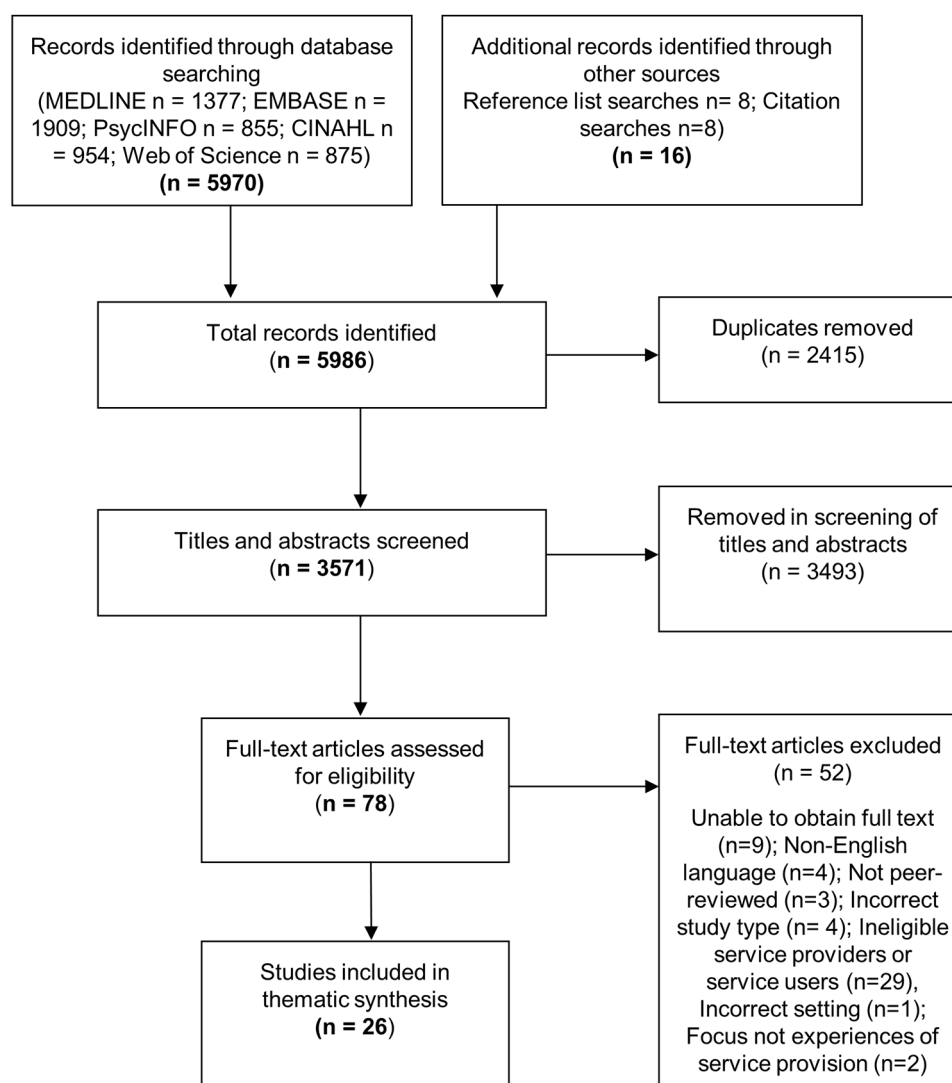 Records identified through database
searching
(MEDLINE n = 1377; EMBASE n =
1909; PsycINFO n = 855; CINAHL n
= 954; Web of Science n = 875)
(n = 5970)
Additional records identified through
other sources
Reference list searches n= 8; Citation
searches n=8)
(n = 16)
Total records identified
(n = 5986)
Duplicates removed
(n = 2415)
Titles and abstracts screened
(n = 3571)
Removed in screening of
titles and abstracts
(n = 3493)
Full-text articles assessed
for eligibility
(n = 78)
Full-text articles excluded
(n = 52)
Unable to obtain full text
(n=9); Non-English
language (n=4); Not peer-
reviewed (n=3); Incorrect
study type (n= 4); Ineligible
service providers or
service users (n=29),
Incorrect setting (n=1);
Focus not experiences of
service provision (n=2)
Studies included in
thematic synthesis
(n = 26)